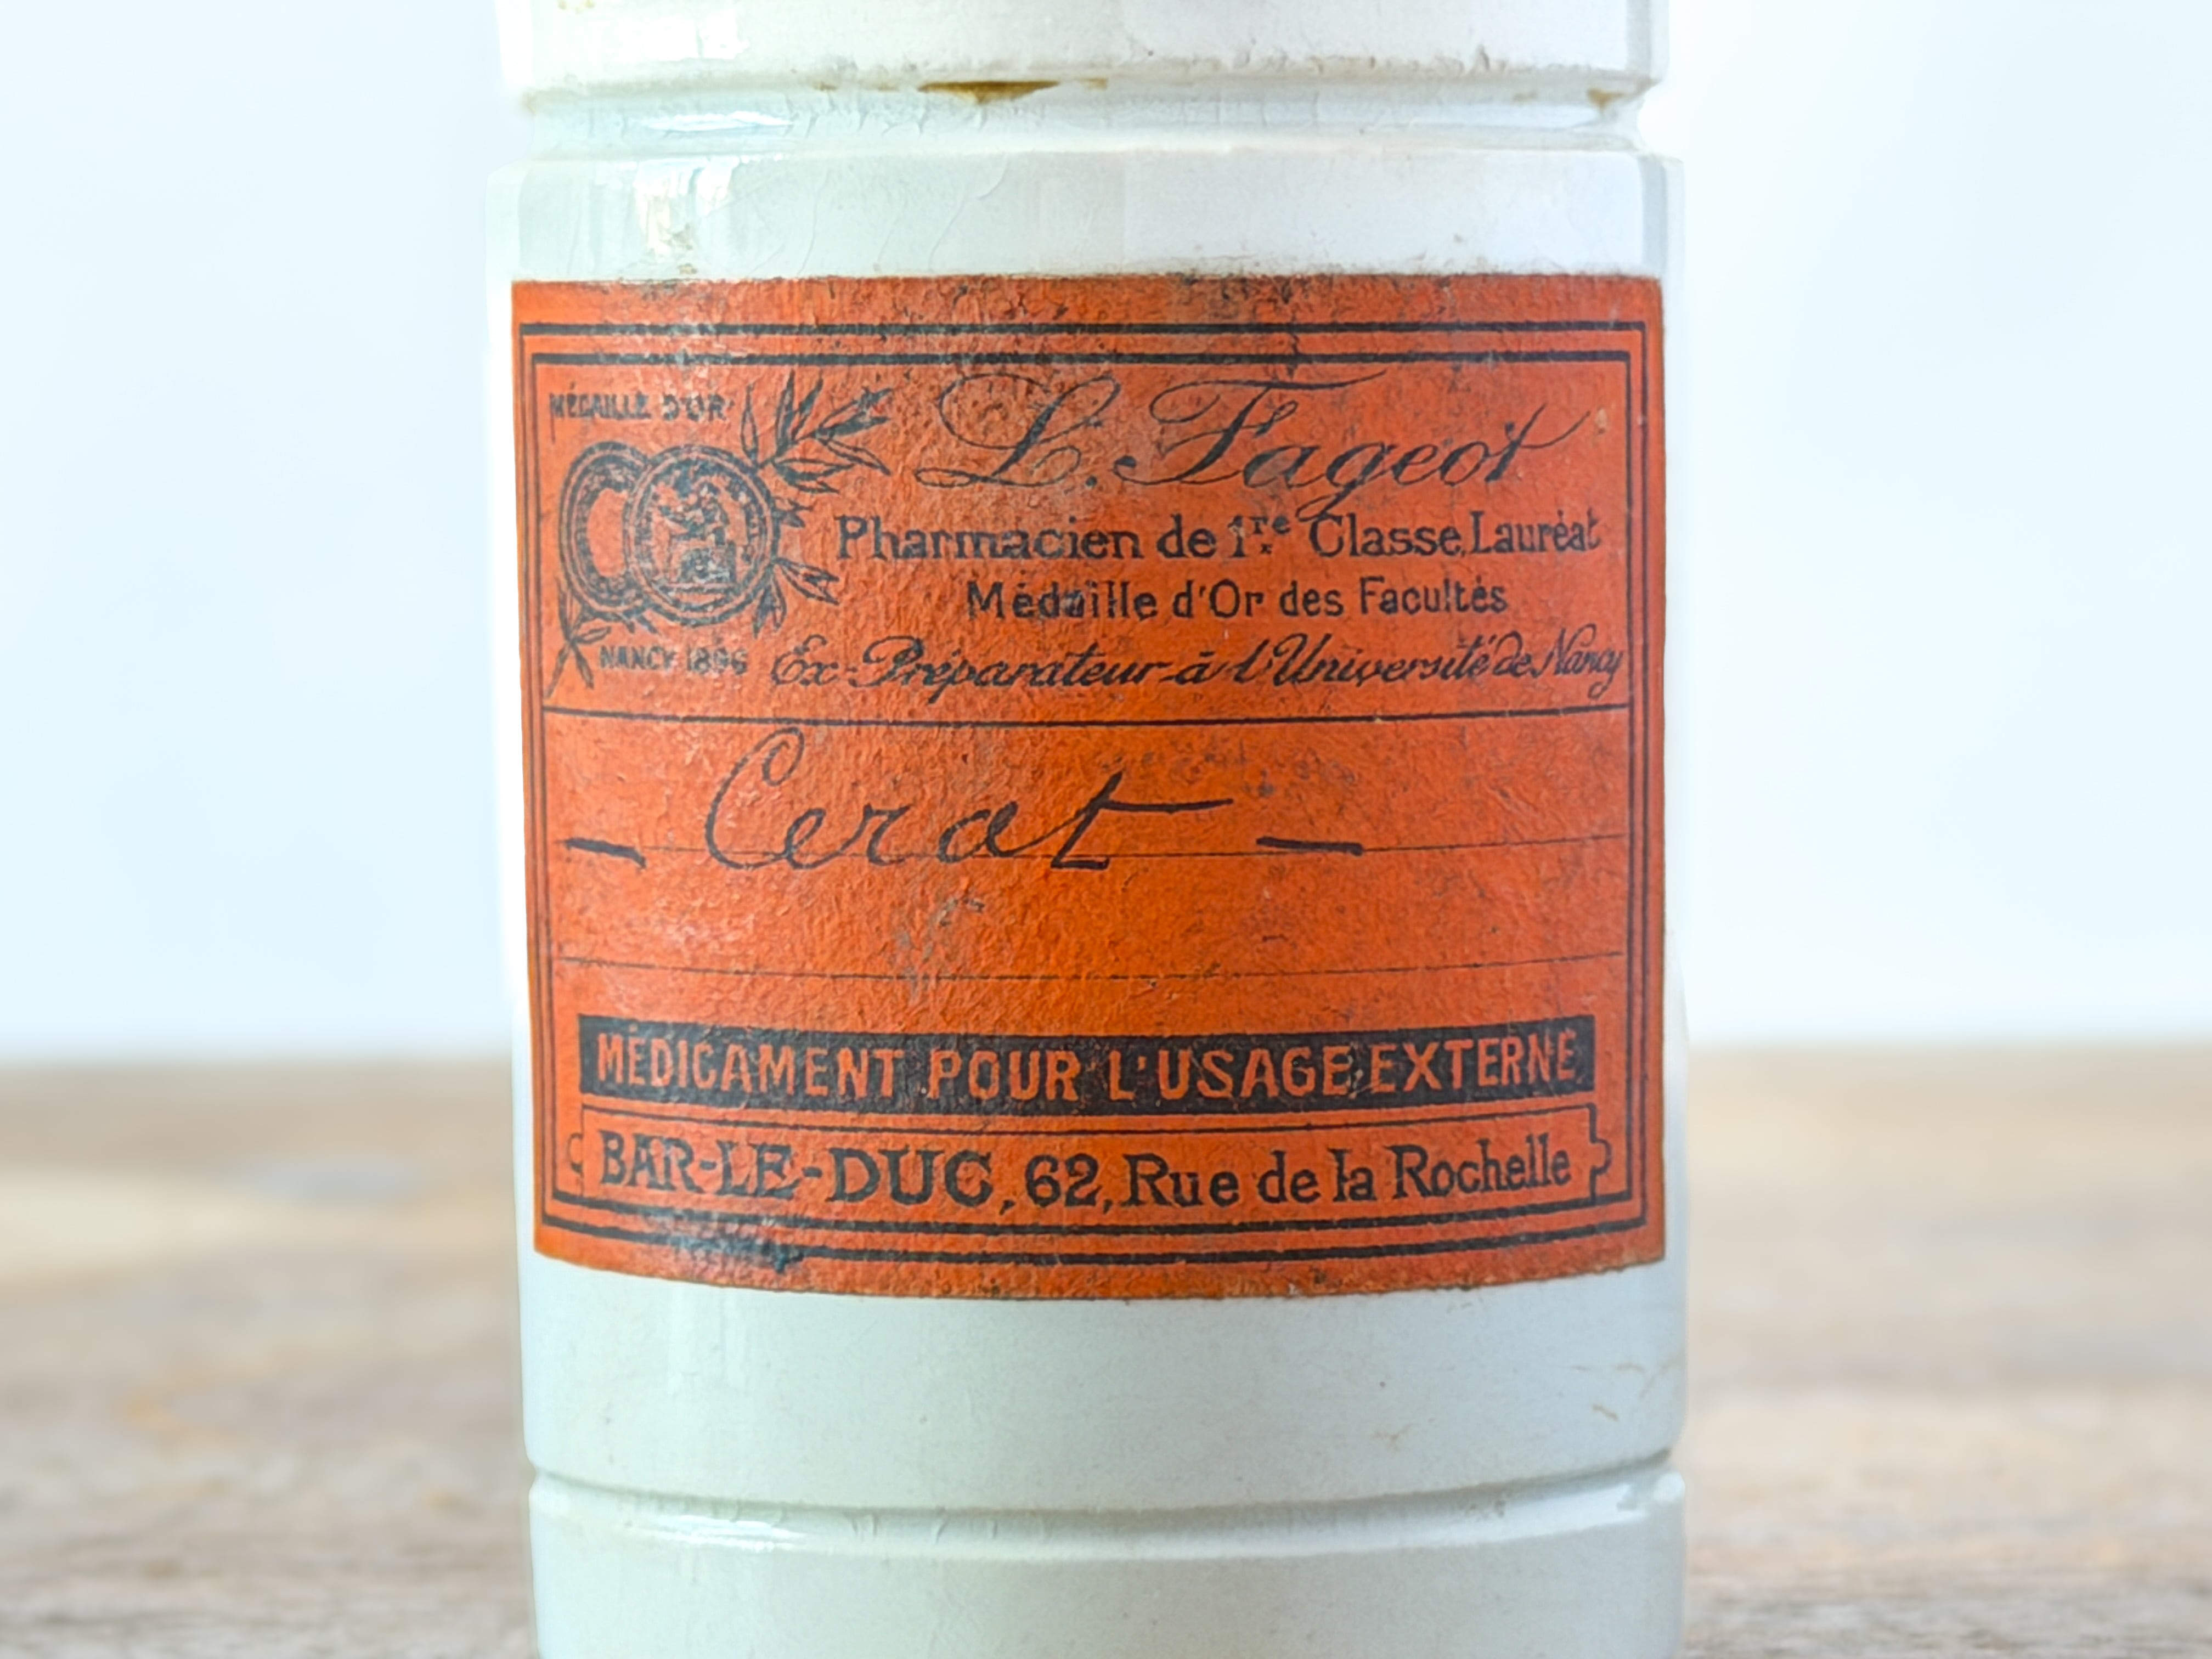 MÉDAILLE D'OR
L. Fageot
Pharmacien de 1re Classe, Lauréat
Médaille d'Or des Facultés
NANCY 1896
Ex-Préparateur à l'Université de Nancy
Cerat
MÉDICAMENT POUR L'USAGE EXTERNE
BAR-LE-DUC, 62, Rue de la Rochelle